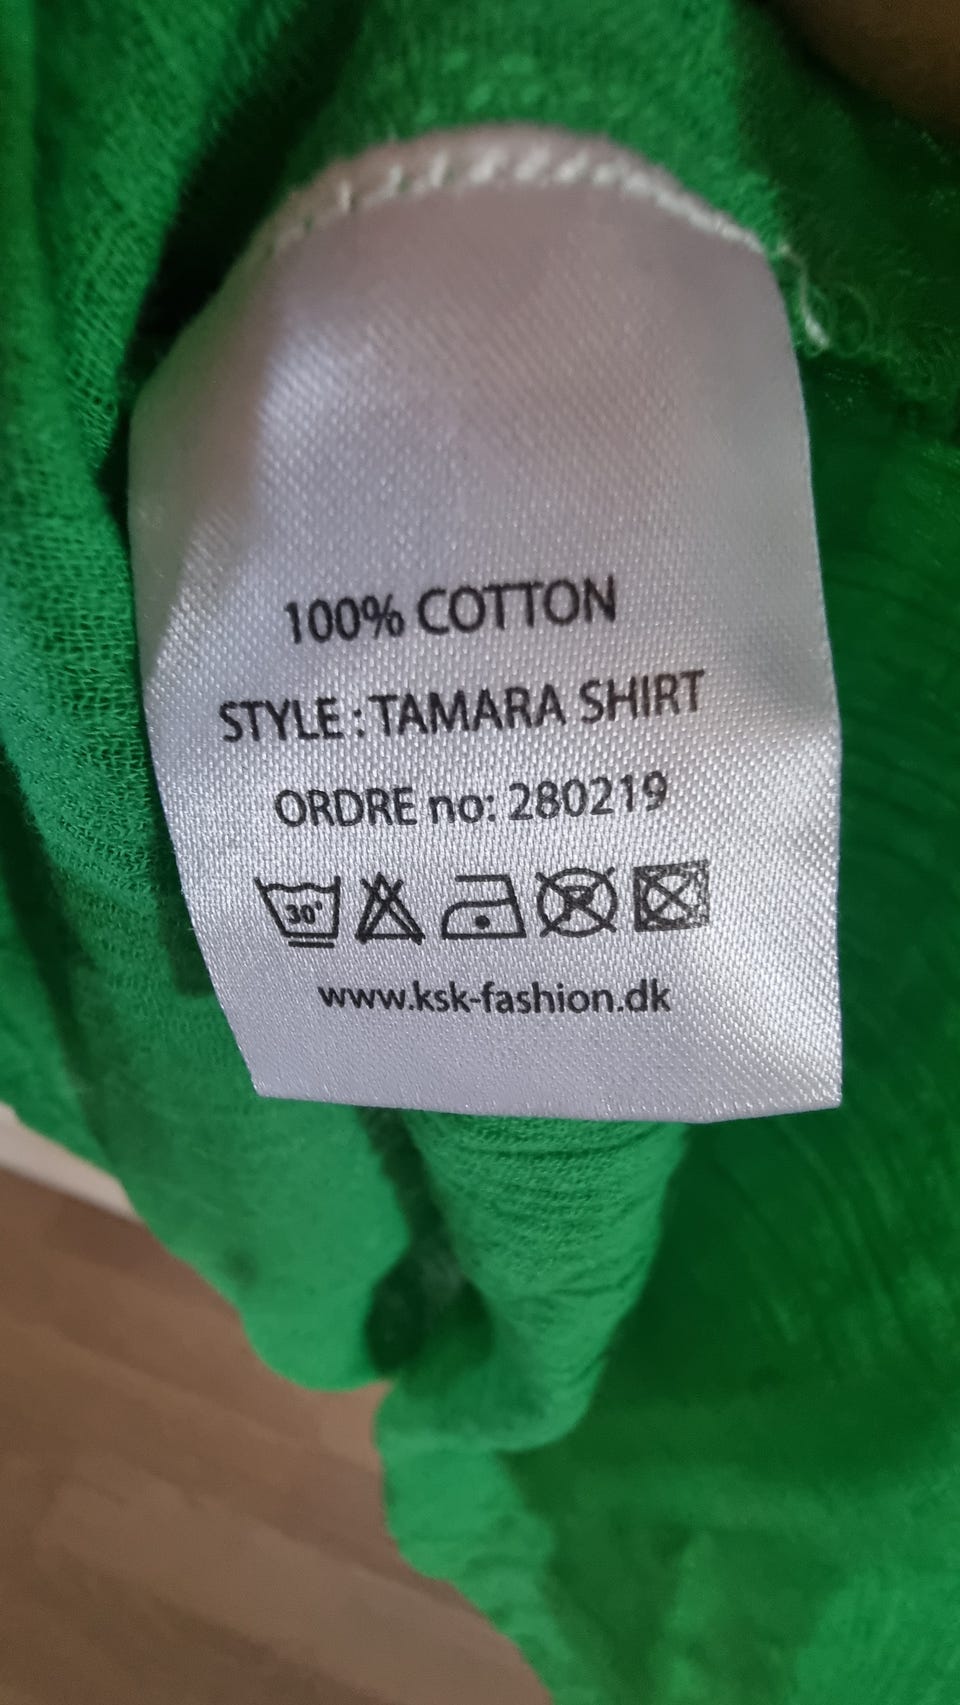 100% COTTON
STYLE : TAMARA SHIRT
ORDRE no: 280219
30°
www.ksk-fashion.dk